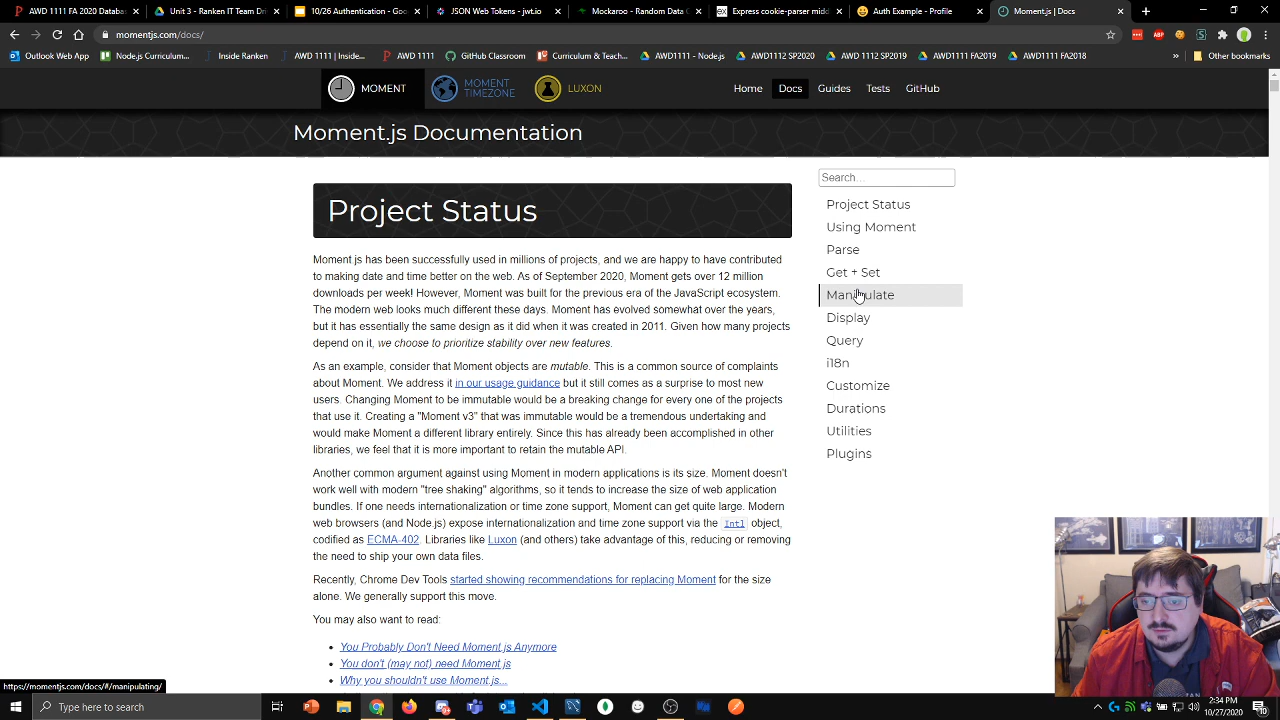 AWD 1111 FA 2020 Databa
Unit 3 - Ranken IT Team Dri
10/26 Authentication - Goo
JSON Web Tokens - jwt.io
Mockaroo - Random Data G
Express cookie-parser midd
Auth Example - Profile
Moment.js | Docs
momentjs.com/docs/
Outlook Web App
Node.js Curriculum...
Inside Ranken
AWD 1111 | Inside...
AWD 1111
GitHub Classroom
Curriculum & Teach...
AWD1111 - Node.js
AWD1112 SP2020
AWD 1112 SP2019
AWD1111 FA2019
AWD1111 FA2018
»
Other bookmarks
MOMENT
MOMENT
TIMEZONE
LUXON
Home
Docs
Guides
Tests
GitHub
Moment.js Documentation
Project Status
Moment.js has been successfully used in millions of projects, and we are happy to have contributed
to making date and time better on the web. As of September 2020, Moment gets over 12 million
downloads per week! However, Moment was built for the previous era of the JavaScript ecosystem.
The modern web looks much different these days. Moment has evolved somewhat over the years,
but it has essentially the same design as it did when it was created in 2011. Given how many projects
depend on it, we choose to prioritize stability over new features.
As an example, consider that Moment objects are mutable. This is a common source of complaints
about Moment. We address it in our usage guidance but it still comes as a surprise to most new
users. Changing Moment to be immutable would be a breaking change for every one of the projects
that use it. Creating a "Moment v3" that was immutable would be a tremendous undertaking and
would make Moment a different library entirely. Since this has already been accomplished in other
libraries, we feel that it is more important to retain the mutable API.
Another common argument against using Moment in modern applications is its size. Moment doesn't
work well with modern "tree shaking" algorithms, so it tends to increase the size of web application
bundles. If one needs internationalization or time zone support, Moment can get quite large. Modern
web browsers (and Node.js) expose internationalization and time zone support via the Intl object,
codified as ECMA-402. Libraries like Luxon (and others) take advantage of this, reducing or removing
the need to ship your own data files.
Recently, Chrome Dev Tools started showing recommendations for replacing Moment for the size
alone. We generally support this move.
You may also want to read:
• You Probably Don't Need Moment.js Anymore
• You don't (may not) need Moment.js
• Why you shouldn't use Moment.js...
Search...
Project Status
Using Moment
Parse
Get + Set
Manipulate
Display
Query
i18n
Customize
Durations
Utilities
Plugins
https://momentjs.com/docs/#/manipulating/
Type here to search
2:34 PM
10/27/2020